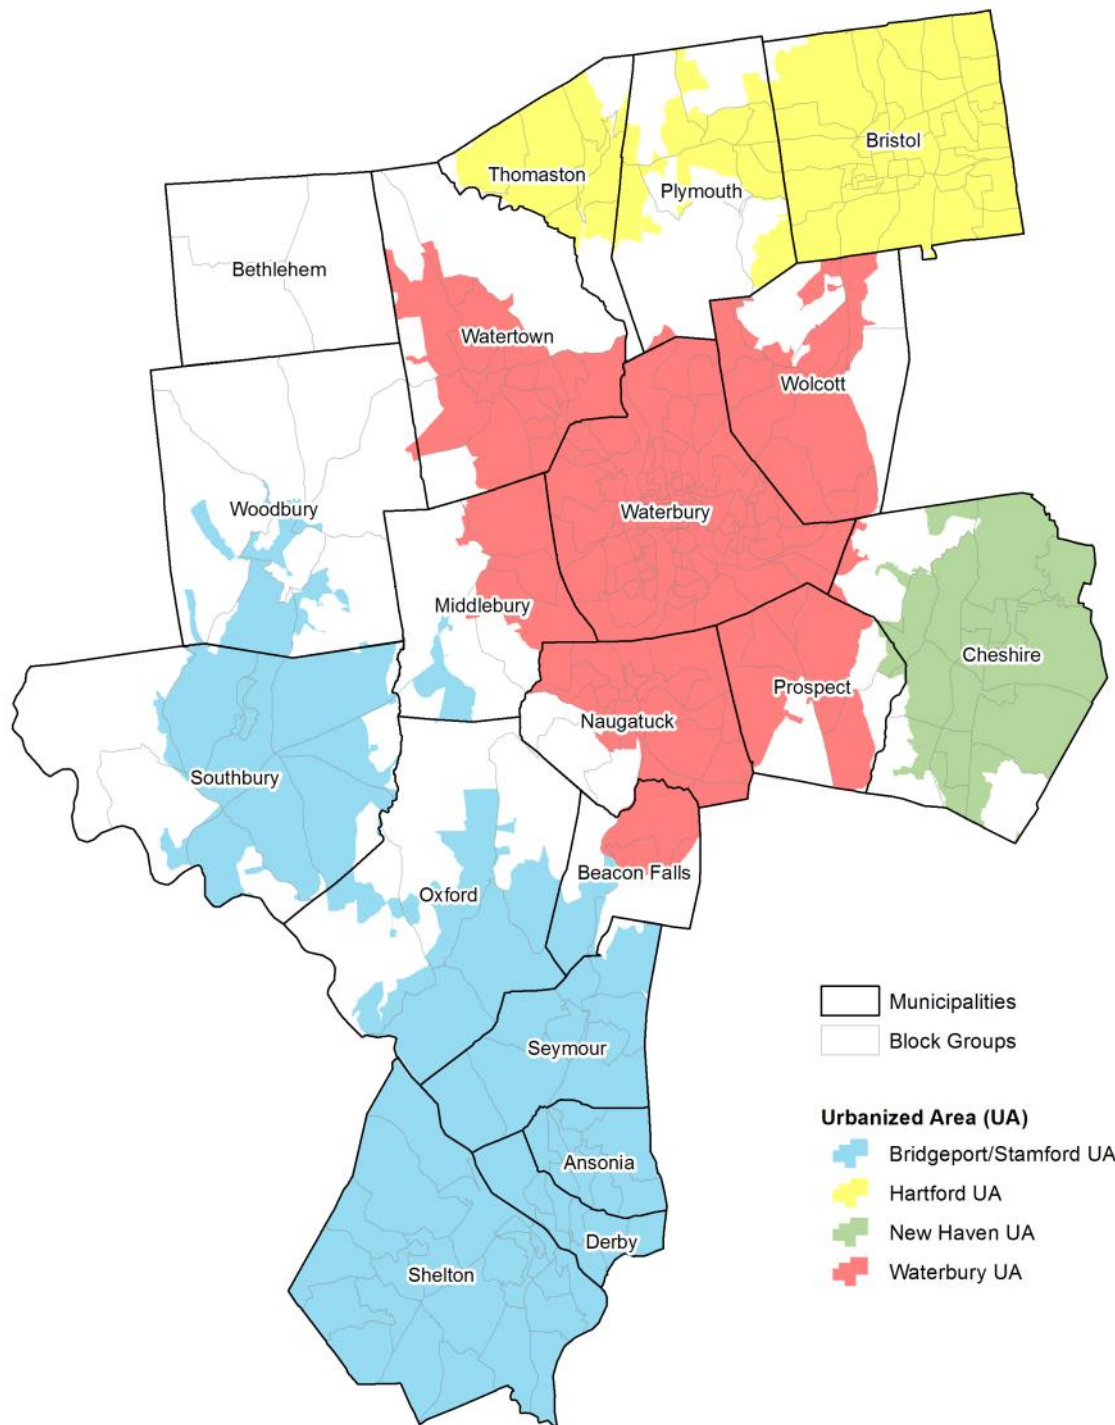 Bristol
Thomaston
Plymouth
Bethlehem
Watertown
Wolcott
Woodbury
Waterbury
Middlebury
Cheshire
Prospect
Naugatuck
Southbury
Beacon Falls
Oxford
Municipalities
Block Groups
Seymour
Urbanized Area (UA)
Bridgeport/Stamford UA
Ansonia
Hartford UA
New Haven UA
Derby
Waterbury UA
Shelton